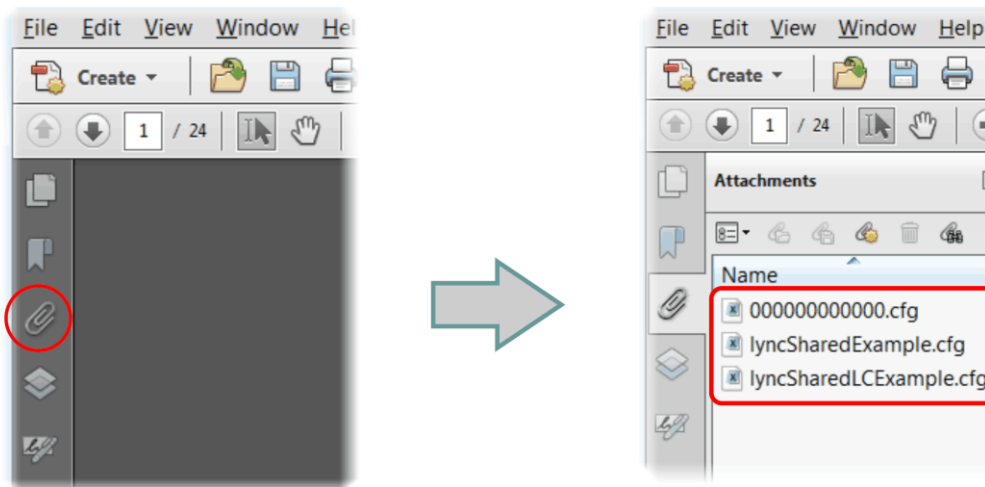 File Edit View Window Hel
Create
1 / 24
File Edit View Window Help
Create
1 / 24
Attachments
Name
000000000000.cfg
lyncSharedExample.cfg
lyncSharedLCExample.cfg